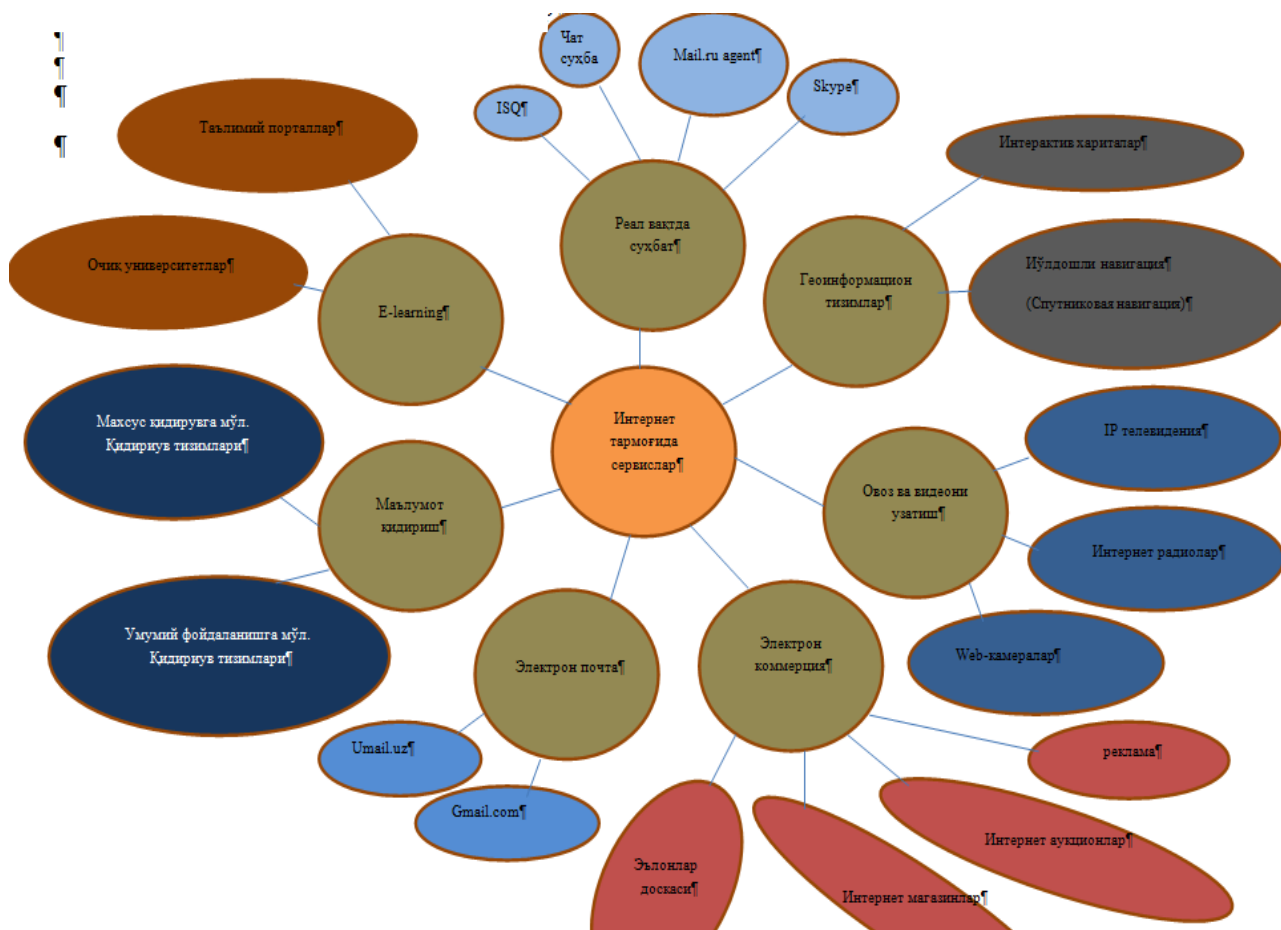 ¶
¶
¶
¶
Чат
суҳба
Mail.ru agent¶
Skype¶
ISQ¶
Таълимий порталлар¶
Интерактив хариталар
Реал вақтда
суҳбат¶
Очиқ университетлар¶
E-learning¶
Геоинформацион
тизимлар¶
Йўлдошли навигация¶
(Спутниковая навигация)¶
Махсус қидирувга мўл.
Қидириув тизимлари¶
Интернет
тармоғида
сервислар¶
IP телевидения¶
Маълумот
қидириш¶
Овоз ва видеони
узатиш¶
Интернет радиолар¶
Умумий фойдаланишга мўл.
Қидириув тизимлари¶
Электрон почта¶
Электрон
коммерция¶
Web-камералар¶
Umail.uz¶
Gmail.com¶
реклама¶
Интернет аукционлар¶
Эълонлар
доскаси¶
Интернет магазинлар¶